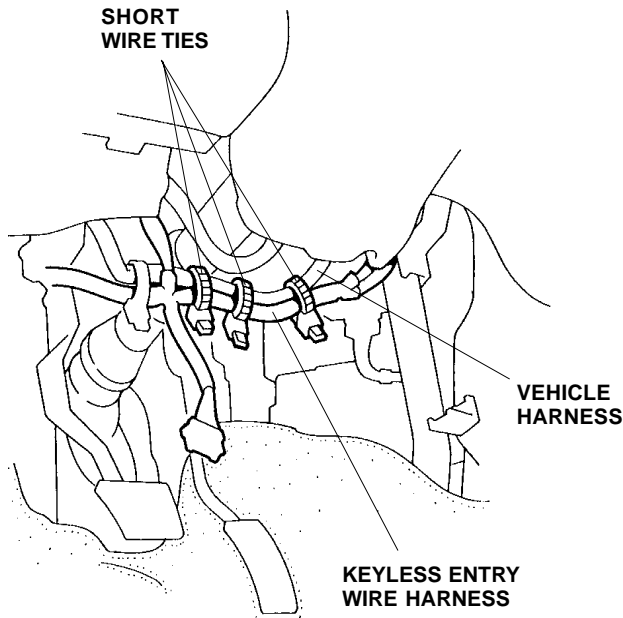 SHORT
WIRE TIES
VEHICLE
HARNESS
KEYLESS ENTRY
WIRE HARNESS